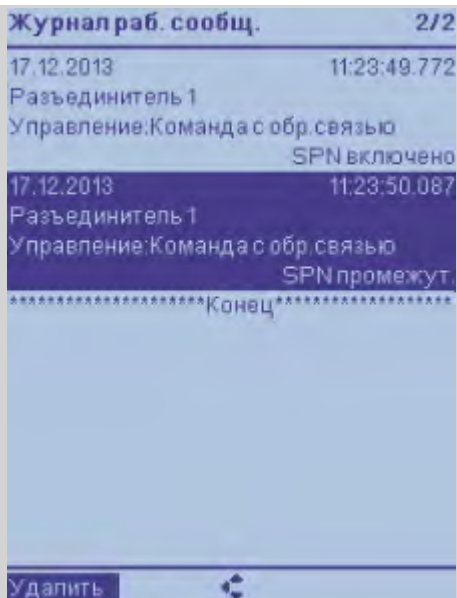 Журнал раб. сообщ. 2/2
17.12.2013 11:23:49.772
Разъединитель 1
Управление:Команда с обр.связью
SPN включено
17.12.2013 11:23:50.087
Разъединитель 1
Управление:Команда с обр.связью
SPN промежут.
********************Конец******************
Удалить